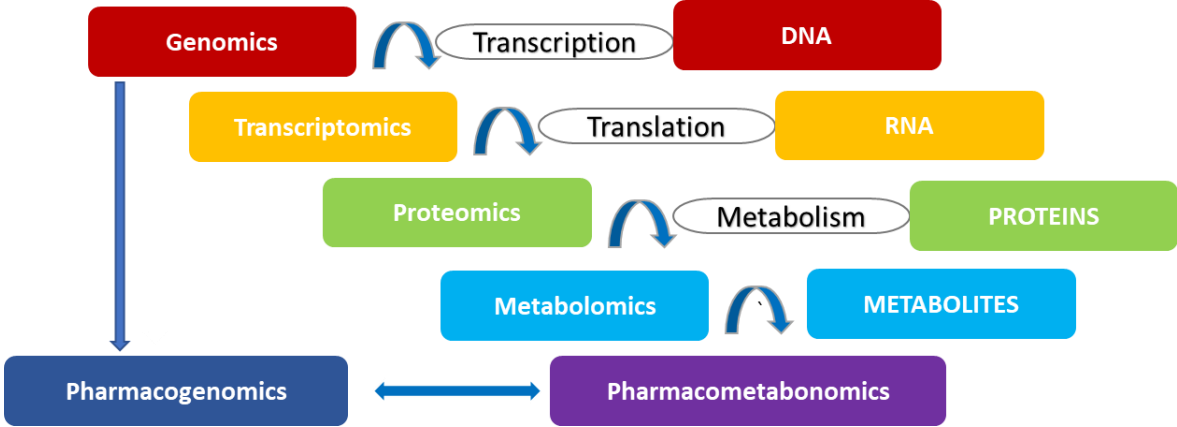 Genomics
Transcription
DNA
Transcriptomics
Translation
RNA
Proteomics
Metabolism
PROTEINS
Metabolomics
`
METABOLITES
Pharmacogenomics
Pharmacometabonomics